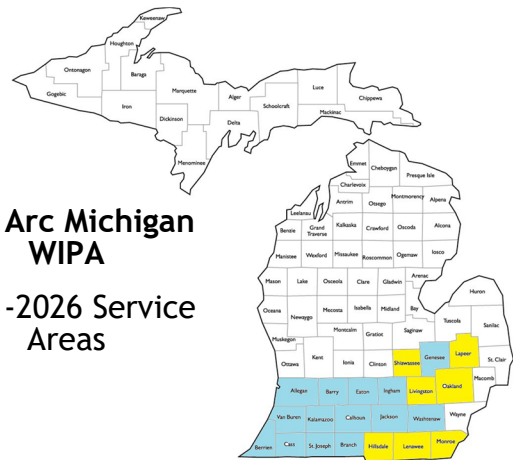 Keweenaw
Houghton
Ontonagon
Baraga
Gogebic
Iron
Marquette
Dickinson
Menominee
Alger
Delta
Schoolcraft
Luce
Mackinac
Chippewa
Arc Michigan
WIPA
-2026 Service
Areas
Emmet
Cheboygan
Presque Isle
Charlevoix
Antrim
Otsego
Montmorency
Alpena
Leelanau
Benzie
Grand
Traverse
Kalkaska
Crawford
Oscoda
Alcona
Manistee
Wexford
Missaukee
Roscommon
Ogemaw
Iosco
Arenac
Mason
Lake
Osceola
Clare
Gladwin
Huron
Oceana
Newaygo
Mecosta
Isabella
Midland
Bay
Tuscola
Sanilac
Muskegon
Montcalm
Gratiot
Saginaw
Ottawa
Kent
Ionia
Clinton
Shiawassee
Genesee
Lapeer
St. Clair
Allegan
Barry
Eaton
Ingham
Livingston
Oakland
Macomb
Van Buren
Kalamazoo
Calhoun
Jackson
Washtenaw
Wayne
Berrien
Cass
St. Joseph
Branch
Hillsdale
Lenawee
Monroe